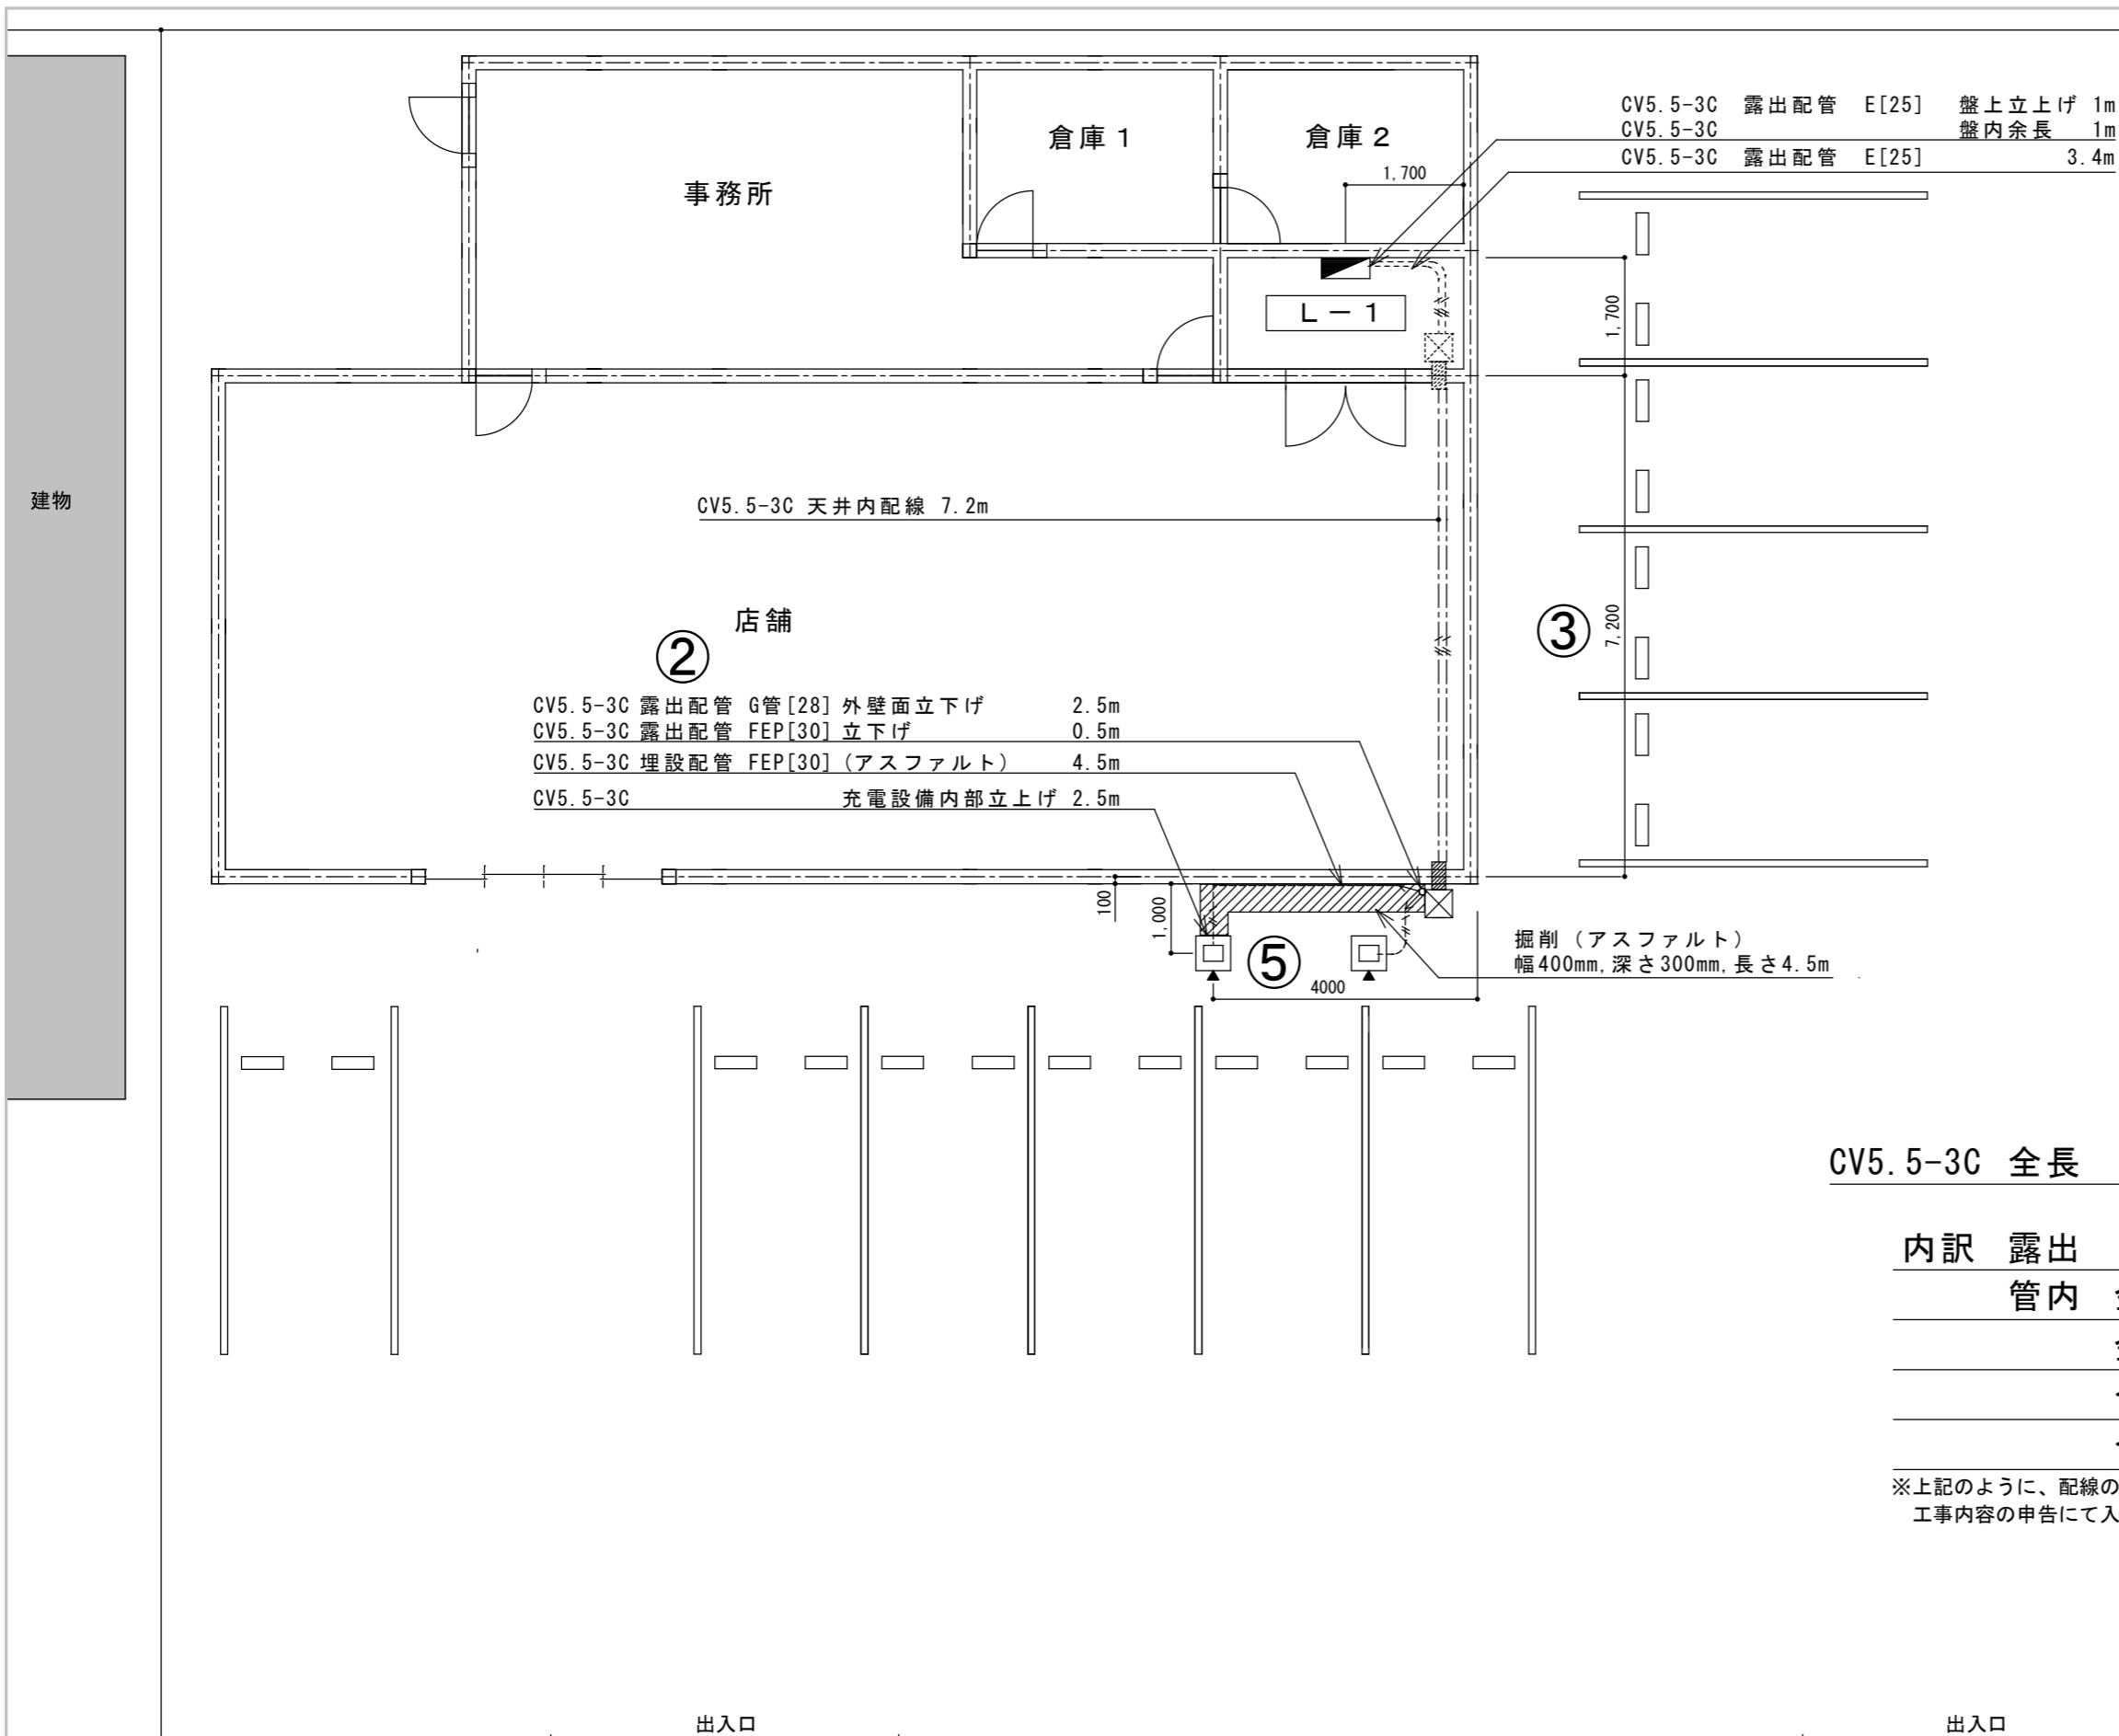 CV5.5-3C 露出配管 E[25] 盤上立上げ 1m
CV5.5-3C 盤内余長 1m
CV5.5-3C 露出配管 E[25] 3.4m
倉庫1
倉庫2
事務所
1,700
L-1
1,700
建物
CV5.5-3C 天井内配線 7.2m
店舗
②
③
7,200
CV5.5-3C 露出配管 G管[28] 外壁面立下げ 2.5m
CV5.5-3C 露出配管 FEP[30] 立下げ 0.5m
CV5.5-3C 埋設配管 FEP[30](アスファルト) 4.5m
CV5.5-3C 充電設備内部立上げ 2.5m
100
1,000
⑤
4000
掘削(アスファルト)
幅400mm,深さ300mm,長さ4.5m
CV5.5-3C 全長
内訳 露出
管内
※上記のように、配線の
工事内容の申告にて入
出入口
出入口